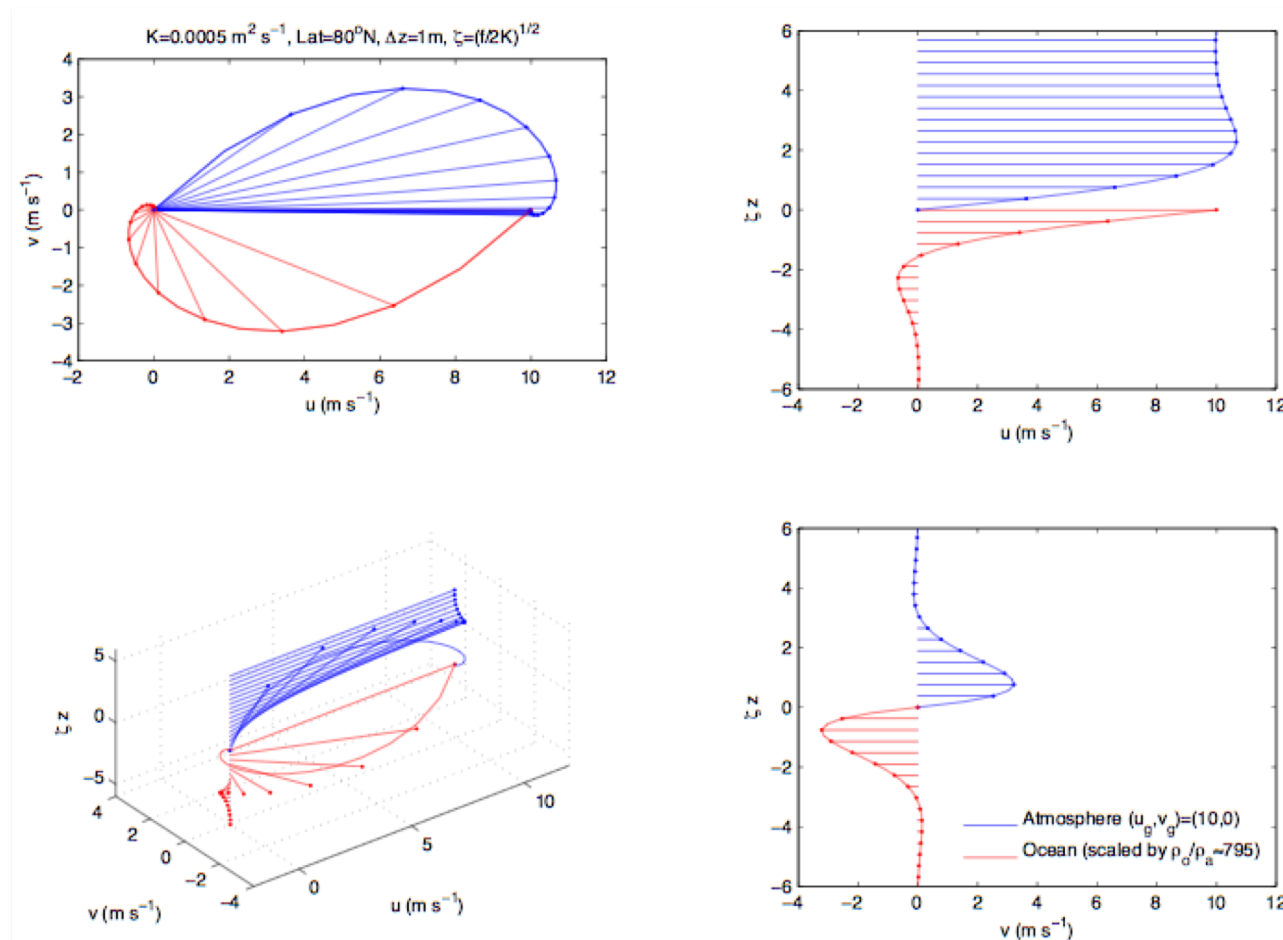 K=0.0005 m² s⁻¹, Lat=80°N, Δz=1m, ζ=(f/2K)^1/2
4
3
2
1
0
−1
−2
−3
−4
v (m s⁻¹)
−2 0 2 4 6 8 10 12
u (m s⁻¹)
6
4
2
0
−2
−4
−6
ζ z
−4 −2 0 2 4 6 8 10 12
u (m s⁻¹)
5
0
−5
ζ z
4
2
0
−2
−4
v (m s⁻¹)
0
5
10
u (m s⁻¹)
6
4
2
0
−2
−4
−6
ζ z
Atmosphere (u_g,v_g)=(10,0)
Ocean (scaled by ρ_o/ρ_a≈795)
−4 −2 0 2 4 6 8 10 12
v (m s⁻¹)